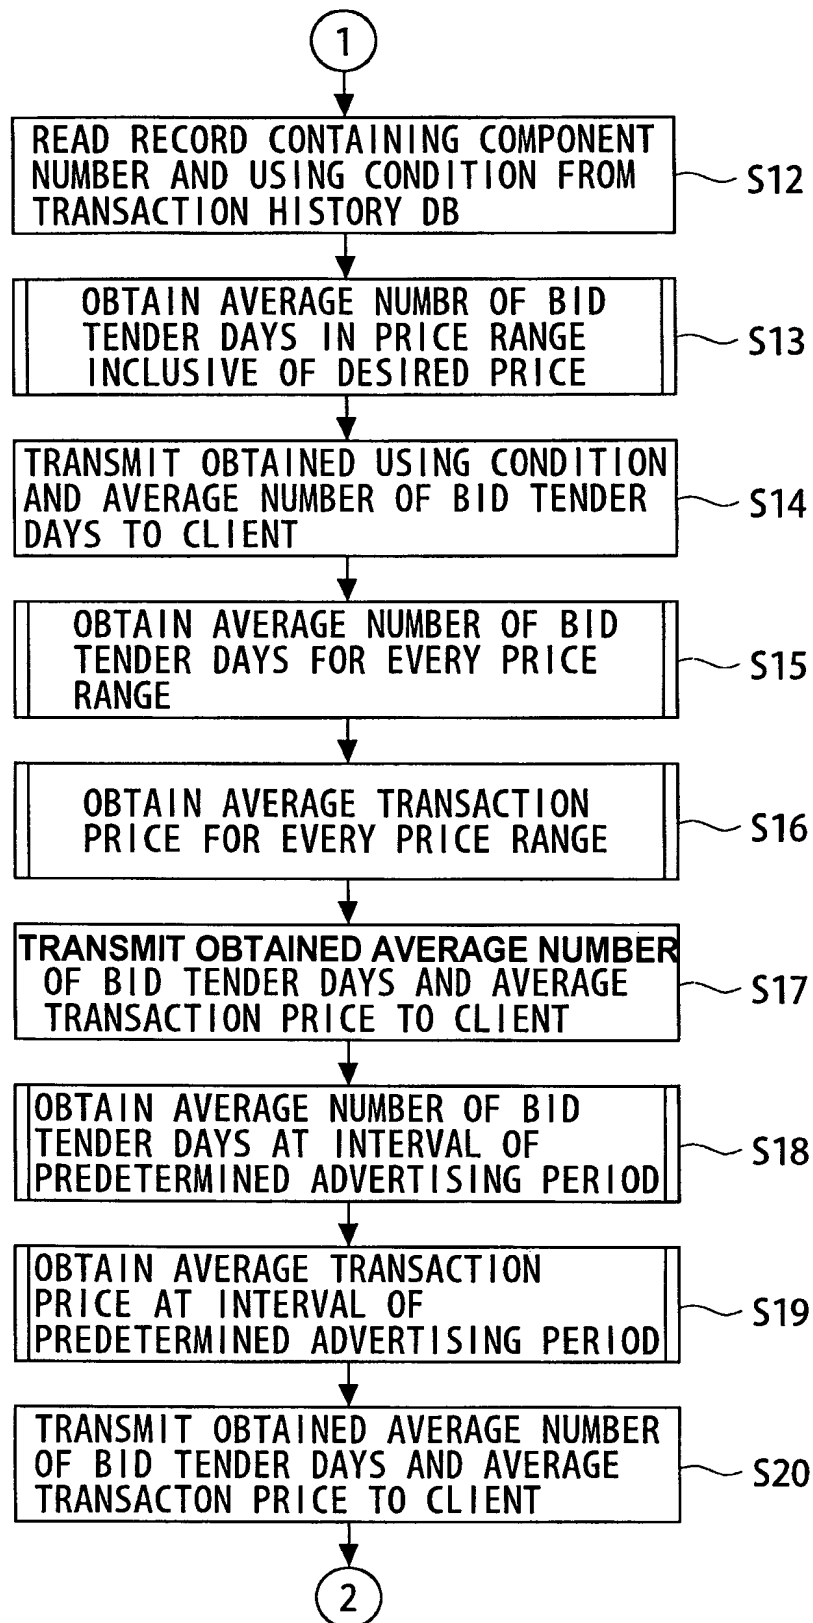 1
READ RECORD CONTAINING COMPONENT
NUMBER AND USING CONDITION FROM
TRANSACTION HISTORY DB
S12
OBTAIN AVERAGE NUMBR OF BID
TENDER DAYS IN PRICE RANGE
INCLUSIVE OF DESIRED PRICE
S13
TRANSMIT OBTAINED USING CONDITION
AND AVERAGE NUMBER OF BID TENDER
DAYS TO CLIENT
S14
OBTAIN AVERAGE NUMBER OF BID
TENDER DAYS FOR EVERY PRICE
RANGE
S15
OBTAIN AVERAGE TRANSACTION
PRICE FOR EVERY PRICE RANGE
S16
TRANSMIT OBTAINED AVERAGE NUMBER
OF BID TENDER DAYS AND AVERAGE
TRANSACTION PRICE TO CLIENT
S17
OBTAIN AVERAGE NUMBER OF BID
TENDER DAYS AT INTERVAL OF
PREDETERMINED ADVERTISING PERIOD
S18
OBTAIN AVERAGE TRANSACTION
PRICE AT INTERVAL OF
PREDETERMINED ADVERTISING PERIOD
S19
TRANSMIT OBTAINED AVERAGE NUMBER
OF BID TENDER DAYS AND AVERAGE
TRANSACTON PRICE TO CLIENT
S20
2